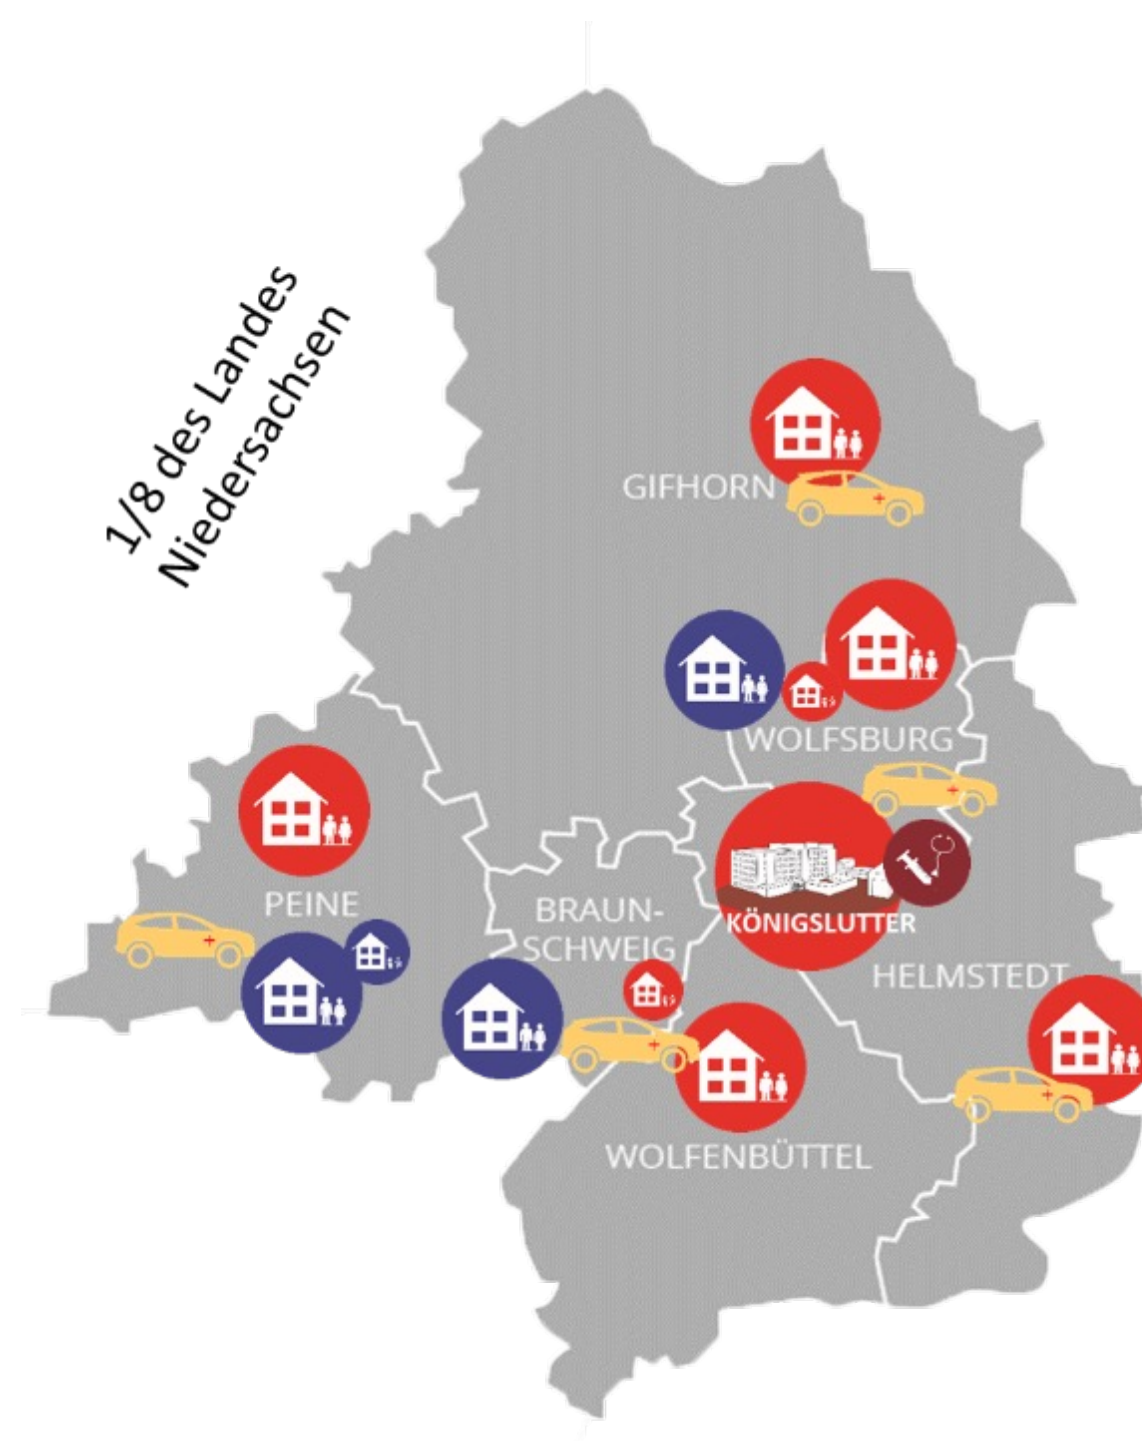 1/8 des Landes
Niedersachsen
GIFHORN
WOLFSBURG
PEINE
BRAUN-
SCHWEIG
KÖNIGSLUTTER
HELMSTEDT
WOLFENBÜTTEL